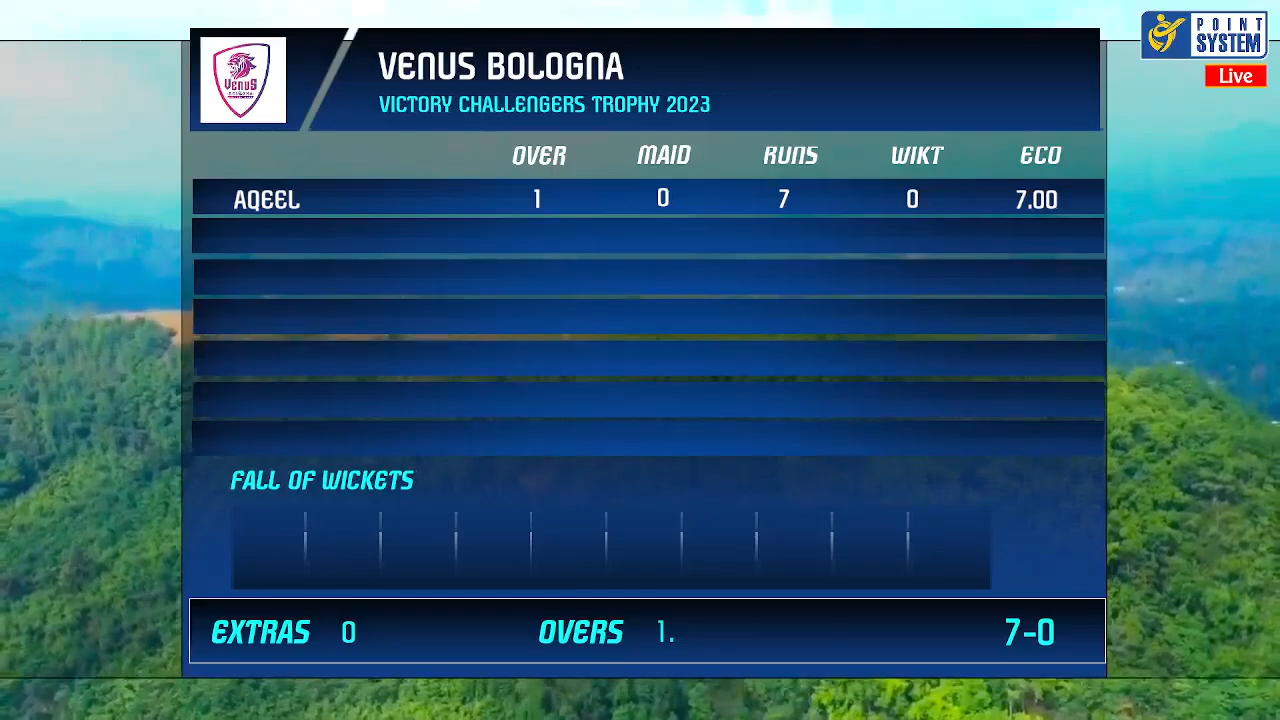 POINT
SYSTEM
Live
VENUS
VENUS BOLOGNA
VICTORY CHALLENGERS TROPHY 2023
OVER MAID RUNS WIKT ECO
AQEEL 1 0 7 0 7.00
FALL OF WICKETS
EXTRAS 0 OVERS 1. 7-0